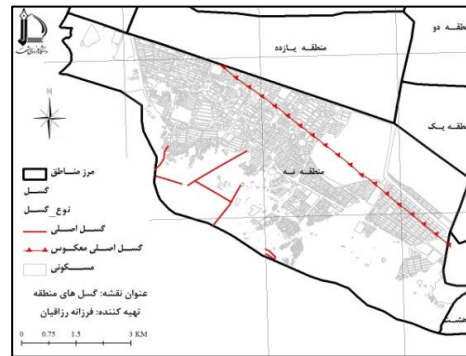 منطقه دو
منطقه یازده
منطقه یک
منطقه نه
N
مرز مناطق
گسل
نوع_گسل
گسل اصلی
گسل اصلی معکوس
مسکونی
عنوان نقشه: گسل های منطقه
تهیه کننده: فرزانه رزاقیان
0 0.75 1.5 3 KM